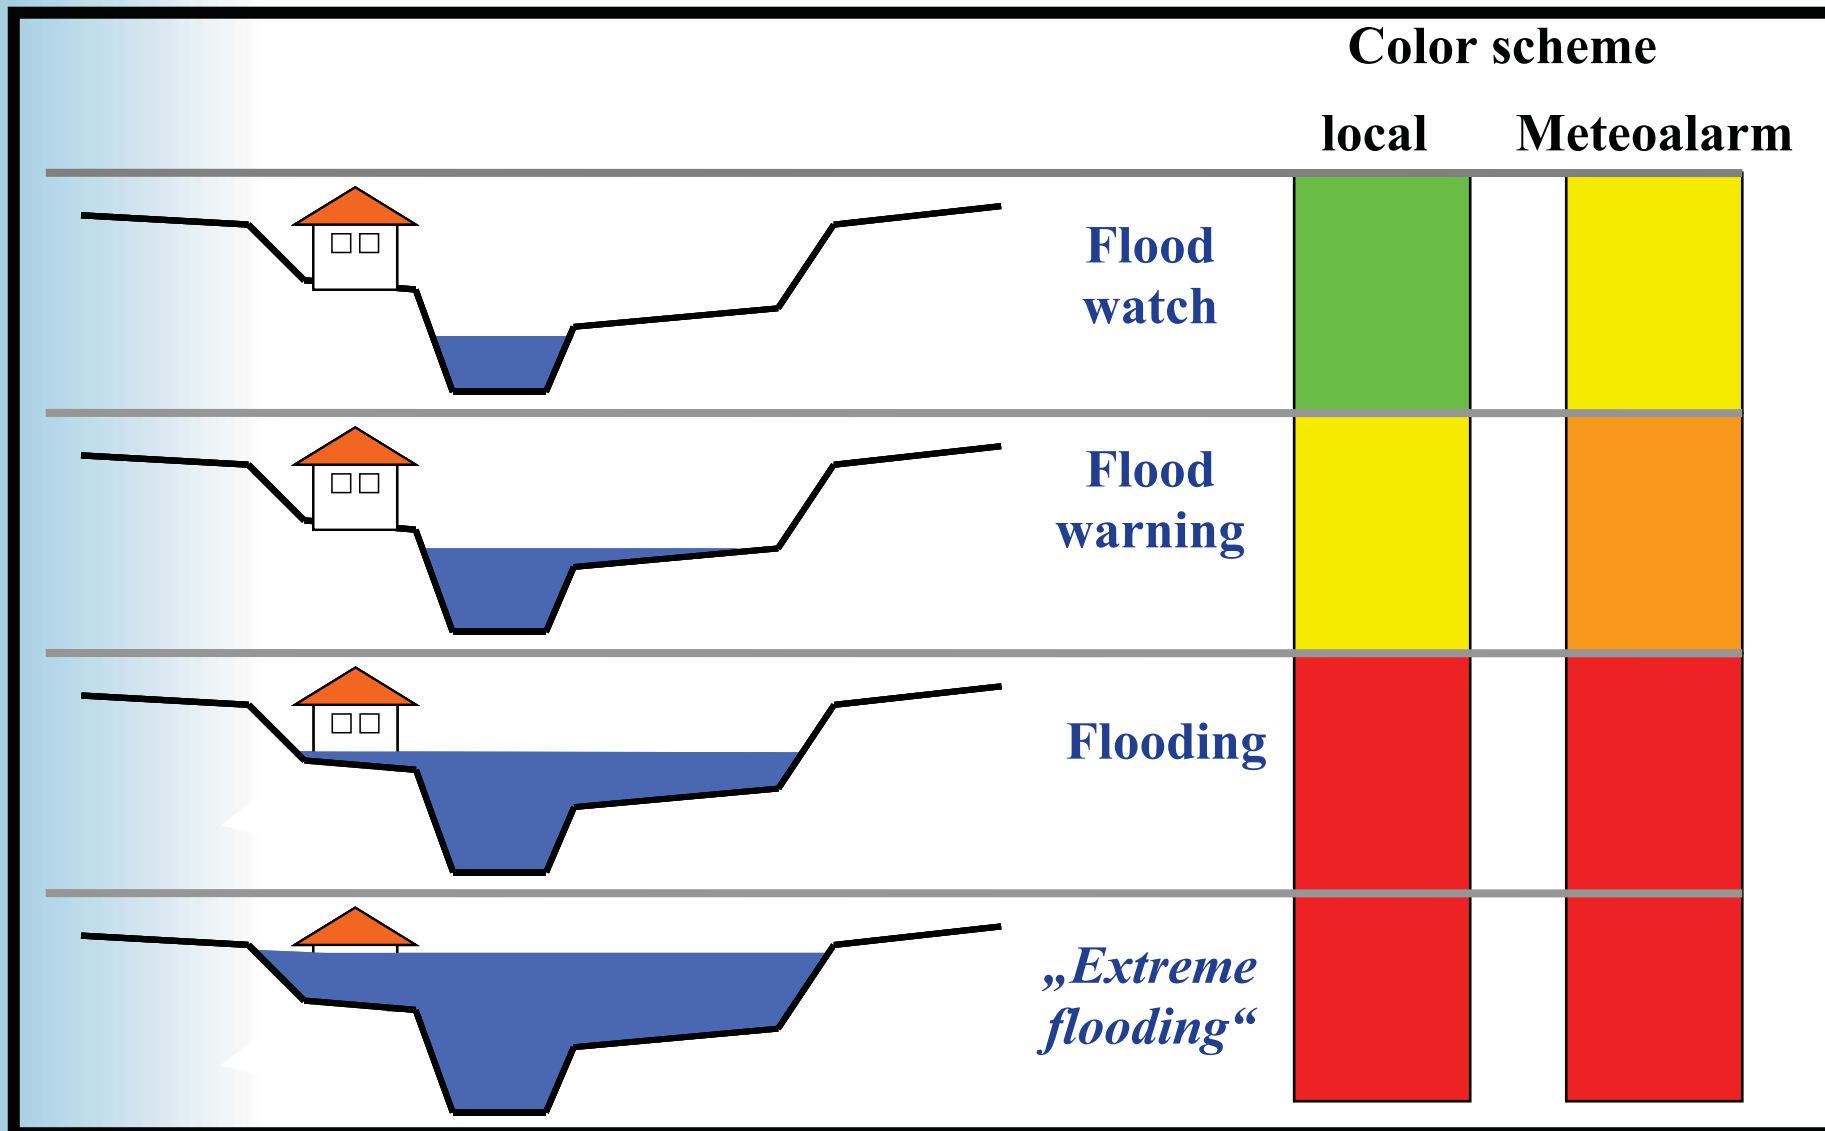 Color scheme
local Meteoalarm
Flood
watch
Flood
warning
Flooding
„Extreme
flooding“